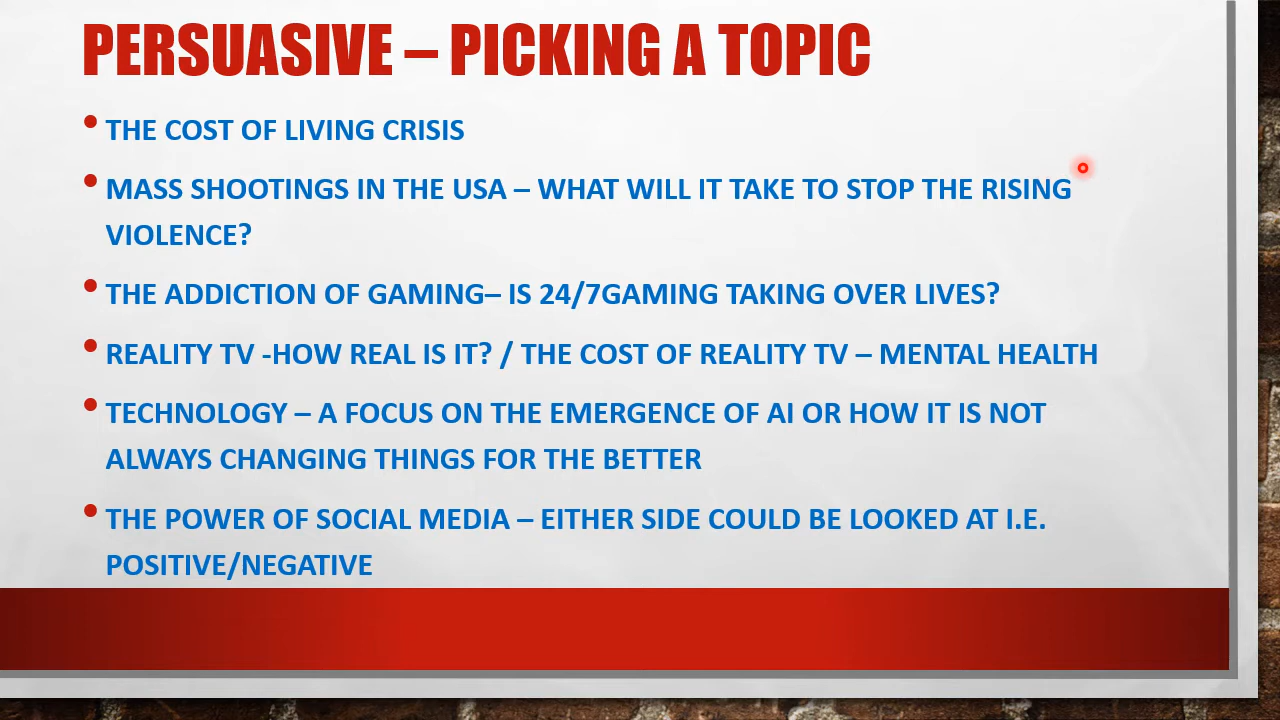 PERSUASIVE – PICKING A TOPIC
• THE COST OF LIVING CRISIS
• MASS SHOOTINGS IN THE USA – WHAT WILL IT TAKE TO STOP THE RISING
VIOLENCE?
• THE ADDICTION OF GAMING– IS 24/7GAMING TAKING OVER LIVES?
• REALITY TV -HOW REAL IS IT? / THE COST OF REALITY TV – MENTAL HEALTH
• TECHNOLOGY – A FOCUS ON THE EMERGENCE OF AI OR HOW IT IS NOT
ALWAYS CHANGING THINGS FOR THE BETTER
• THE POWER OF SOCIAL MEDIA – EITHER SIDE COULD BE LOOKED AT I.E.
POSITIVE/NEGATIVE